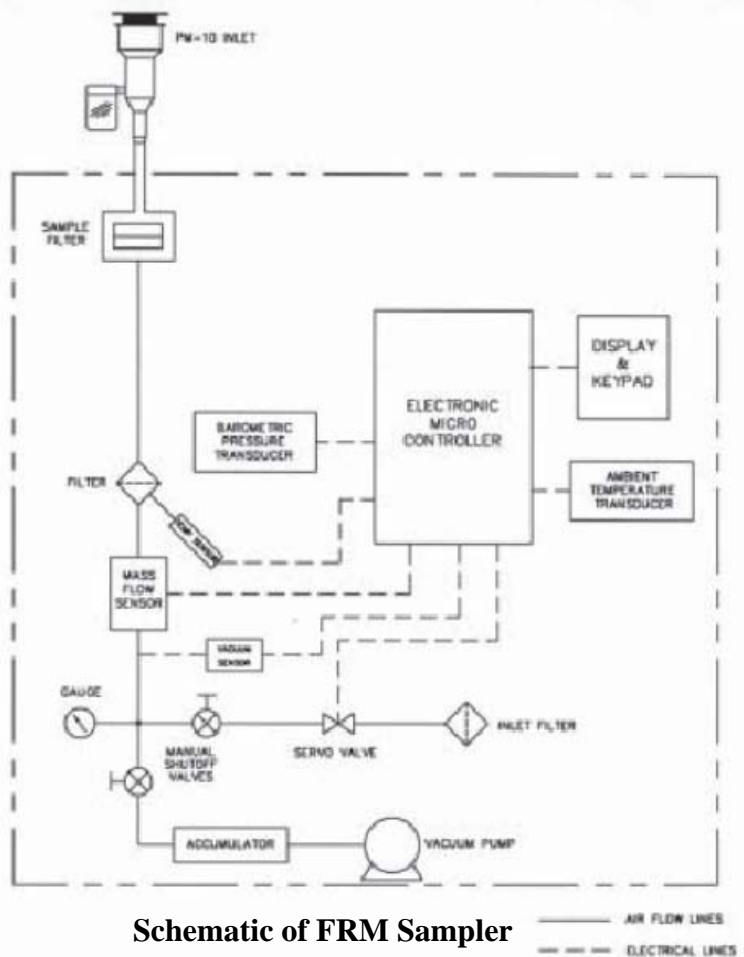 PM-10 INLET
SAMPLE
FILTER
DISPLAY
&
KEYPAD
ELECTRONIC
MICRO
CONTROLLER
BAROMETRIC
PRESSURE
TRANSDUCER
AMBIENT
TEMPERATURE
TRANSDUCER
FILTER
MASS
FLOW
SENSOR
VACUUM
SENSOR
GAUGE
MANUAL
SHUTOFF
VALVES
SERVO VALVE
INLET FILTER
ACCUMULATOR
VACUUM PUMP
Schematic of FRM Sampler
AIR FLOW LINES
ELECTRICAL LINES